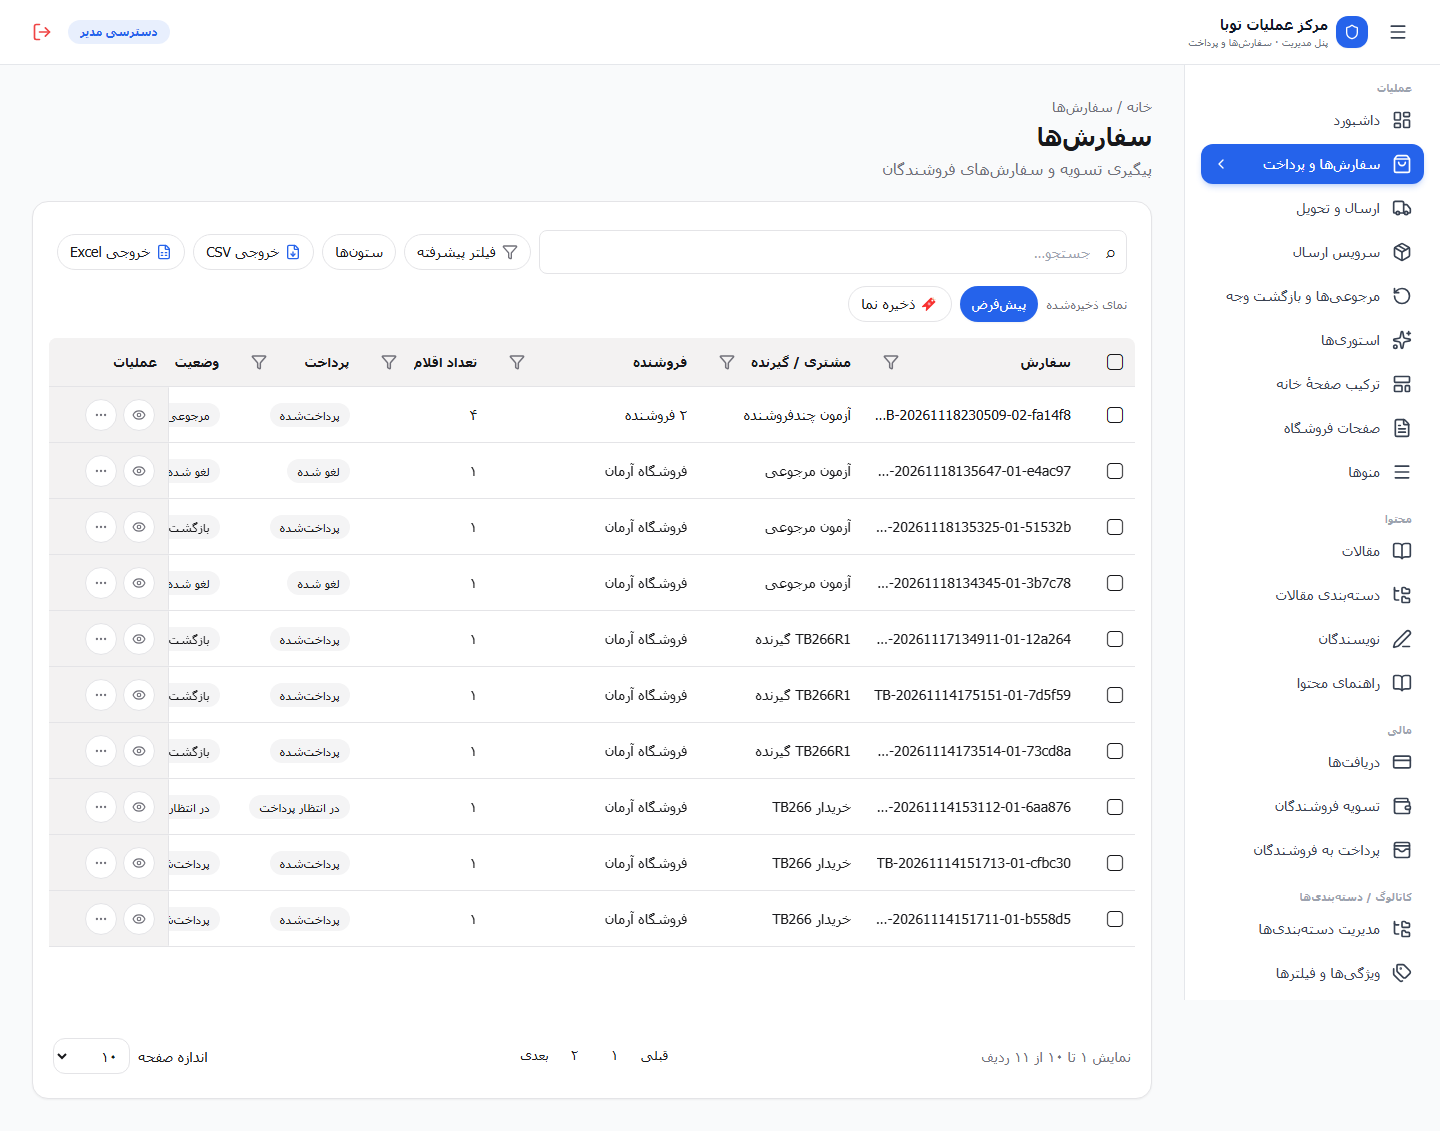 مرکز عملیات توبا
پنل مدیریت · سفارش‌ها و پرداخت
دسترسی مدیر
عملیات
داشبورد
سفارش‌ها و پرداخت
ارسال و تحویل
سرویس ارسال
مرجوعی‌ها و بازگشت وجه
استوری‌ها
ترکیب صفحهٔ خانه
صفحات فروشگاه
منوها
محتوا
مقالات
دسته‌بندی مقالات
نویسندگان
راهنمای محتوا
مالی
دریافت‌ها
تسویه فروشندگان
پرداخت به فروشندگان
کاتالوگ / دسته‌بندی‌ها
مدیریت دسته‌بندی‌ها
ویژگی‌ها و فیلترها
خانه / سفارش‌ها
سفارش‌ها
پیگیری تسویه و سفارش‌های فروشندگان
جستجو...
فیلتر پیشرفته
ستون‌ها
خروجی CSV
خروجی Excel
نمای ذخیره‌شده
پیش‌فرض
ذخیره نما
سفارش مشتری / گیرنده فروشنده تعداد اقلام پرداخت وضعیت عملیات
...B-20261118230509-02-fa14f8 آزمون چندفروشنده ۲ فروشنده ۴ پرداخت‌شده مرجوعی
...-20261118135647-01-e4ac97 آزمون مرجوعی فروشگاه آرمان ۱ لغو شده لغو شده
...-20261118135325-01-51532b آزمون مرجوعی فروشگاه آرمان ۱ پرداخت‌شده بازگشت
...-20261118134345-01-3b7c78 آزمون مرجوعی فروشگاه آرمان ۱ لغو شده لغو شده
...-20261117134911-01-12a264 گیرنده TB266R1 فروشگاه آرمان ۱ پرداخت‌شده بازگشت
TB-20261114175151-01-7d5f59 گیرنده TB266R1 فروشگاه آرمان ۱ پرداخت‌شده بازگشت
...-20261114173514-01-73cd8a گیرنده TB266R1 فروشگاه آرمان ۱ پرداخت‌شده بازگشت
...-20261114153112-01-6aa876 خریدار TB266 فروشگاه آرمان ۱ در انتظار پرداخت در انتظار
TB-20261114151713-01-cfbc30 خریدار TB266 فروشگاه آرمان ۱ پرداخت‌شده پرداخت‌ش
...-20261114151711-01-b558d5 خریدار TB266 فروشگاه آرمان ۱ پرداخت‌شده پرداخت‌ش
نمایش ۱ تا ۱۰ از ۱۱ ردیف
قبلی ۱ ۲ بعدی
اندازه صفحه ۱۰